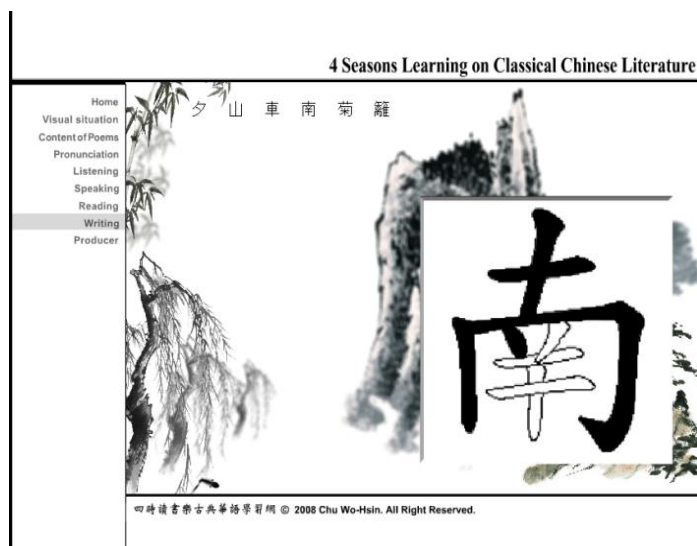 4 Seasons Learning on Classical Chinese Literature
Home
Visual situation
Content of Poems
Pronunciation
Listening
Speaking
Reading
Writing
Producer
夕 山 車 南 菊 籬
南
四時讀書樂古典華語學習網 © 2008 Chu Wo-Hsin. All Right Reserved.